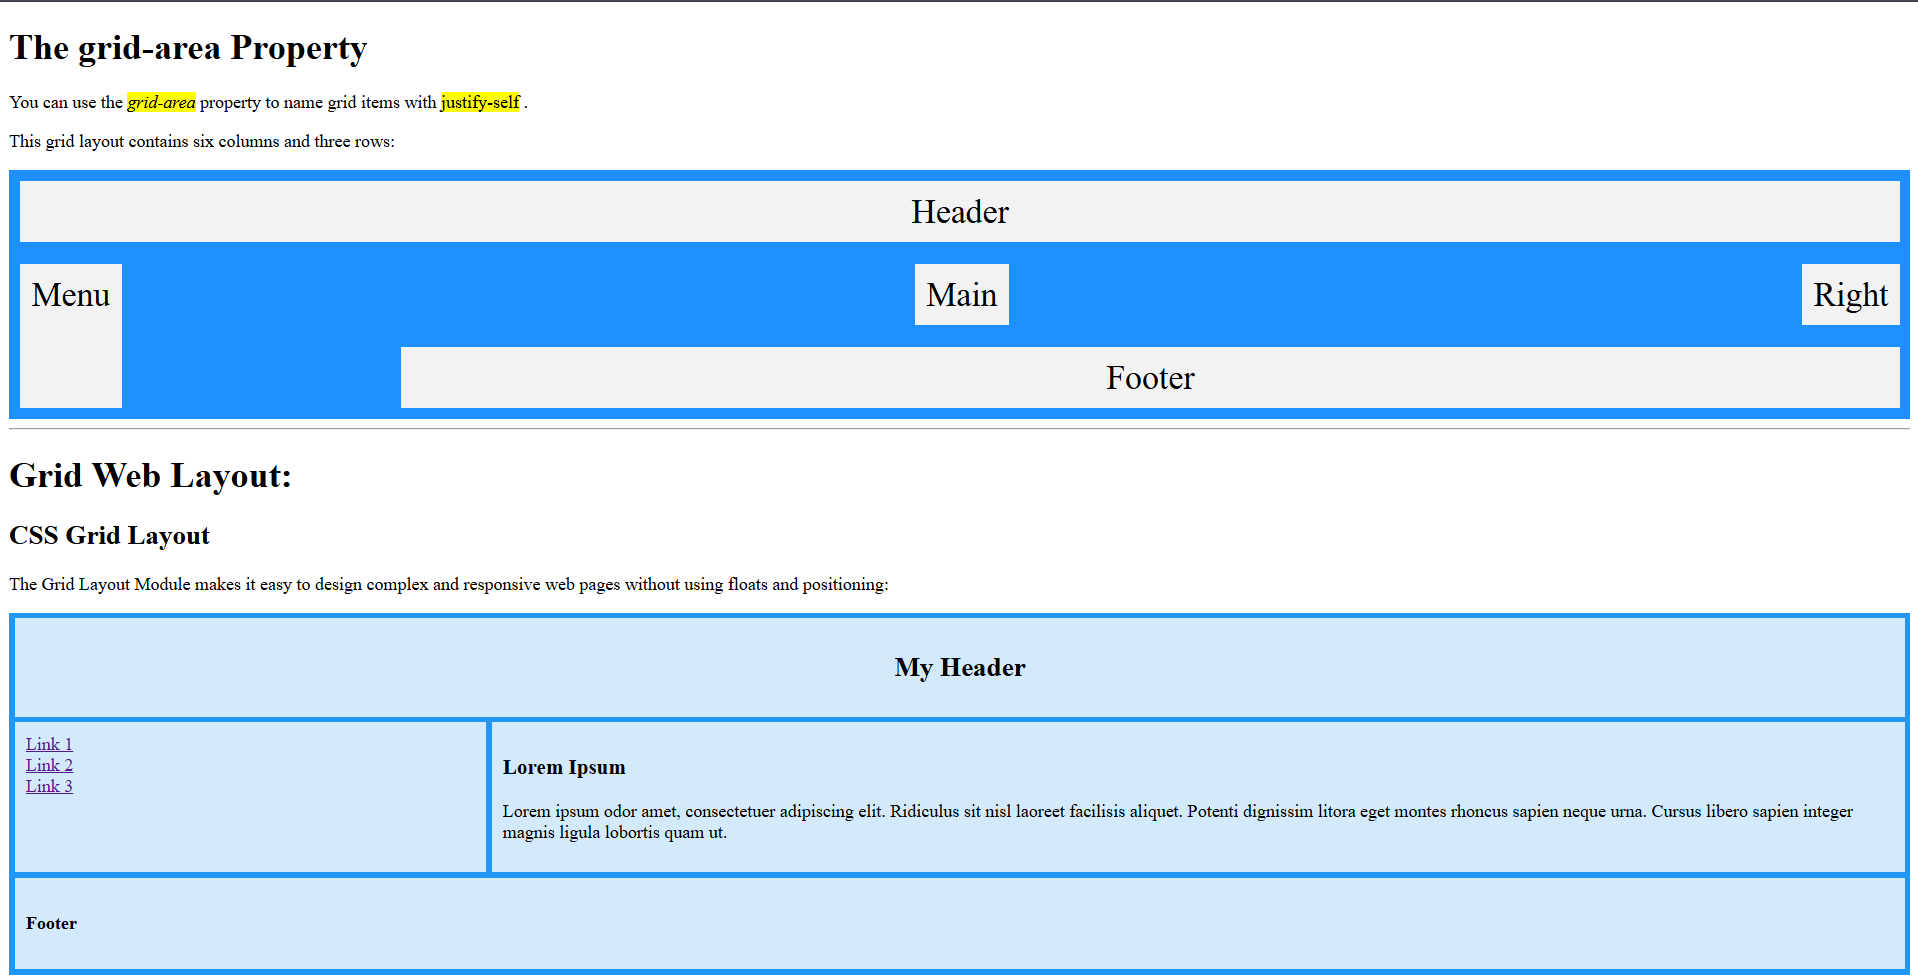 The grid-area Property
You can use the grid-area property to name grid items with justify-self .
This grid layout contains six columns and three rows:
Header
Menu
Main
Right
Footer
Grid Web Layout:
CSS Grid Layout
The Grid Layout Module makes it easy to design complex and responsive web pages without using floats and positioning:
My Header
Link 1
Link 2
Link 3
Lorem Ipsum
Lorem ipsum odor amet, consectetuer adipiscing elit. Ridiculus sit nisl laoreet facilisis aliquet. Potenti dignissim litora eget montes rhoncus sapien neque urna. Cursus libero sapien integer
magnis ligula lobortis quam ut.
Footer